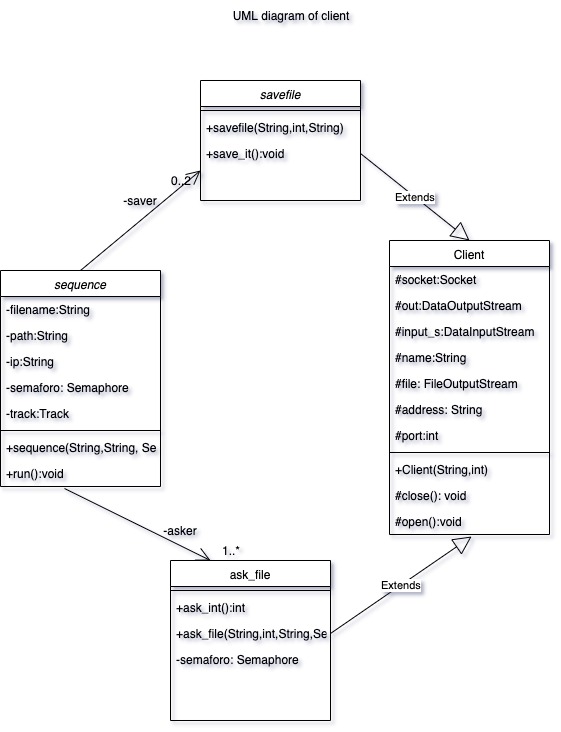 UML diagram of client
savefile
+savefile(String,int,String)
+save_it():void
0..27
-saver
Extends
sequence
-filename:String
-path:String
-ip:String
-semaforo: Semaphore
-track:Track
+sequence(String,String, Se
+run():void
Client
#socket:Socket
#out:DataOutputStream
#input_s:DataInputStream
#name:String
#file: FileOutputStream
#address: String
#port:int
+Client(String,int)
#close(): void
#open():void
-asker
1..*
Extends
ask_file
+ask_int():int
+ask_file(String,int,String,Se
-semaforo: Semaphore